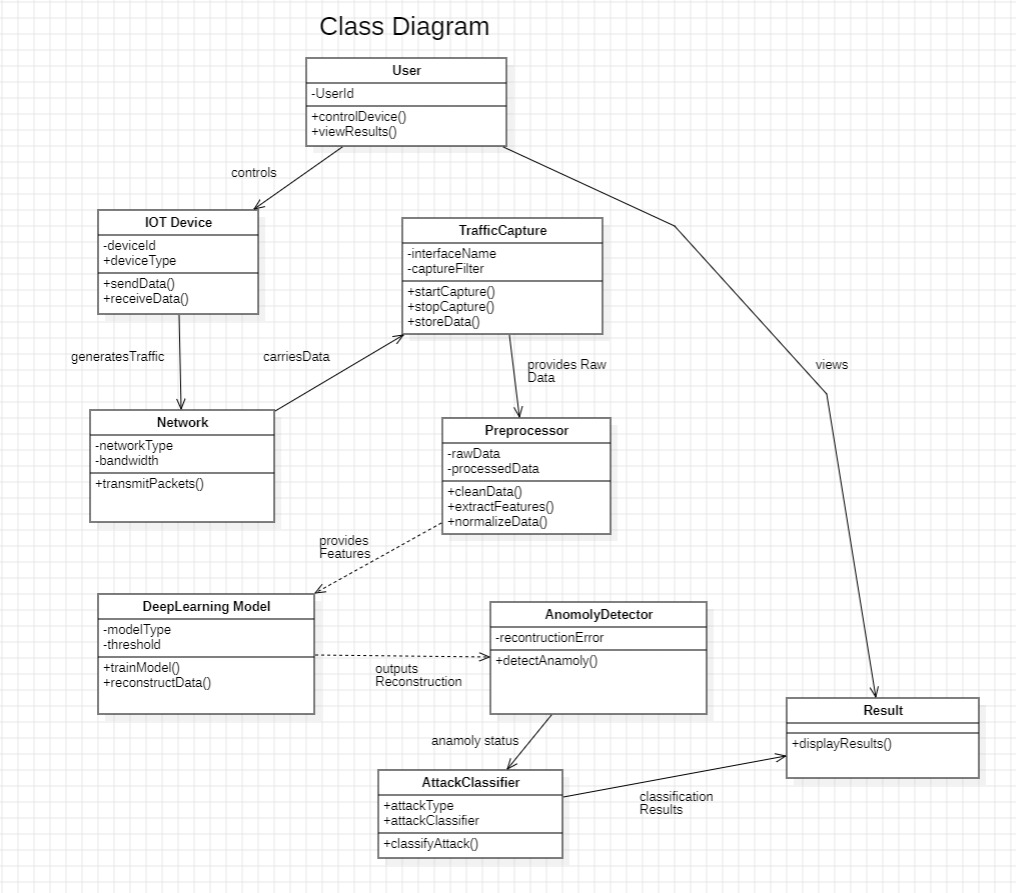 Class Diagram
User
-UserId
+controlDevice()
+viewResults()
controls
IOT Device
-deviceId
+deviceType
+sendData()
+receiveData()
TrafficCapture
-interfaceName
-captureFilter
+startCapture()
+stopCapture()
+storeData()
generatesTraffic
carriesData
provides Raw
Data
views
Network
-networkType
-bandwidth
+transmitPackets()
Preprocessor
-rawData
-processedData
+cleanData()
+extractFeatures()
+normalizeData()
provides
Features
DeepLearning Model
-modelType
-threshold
+trainModel()
+reconstructData()
outputs
Reconstruction
AnomolyDetector
-recontructionError
+detectAnamoly()
anamoly status
Result
+displayResults()
AttackClassifier
+attackType
+attackClassifier
+classifyAttack()
classification
Results